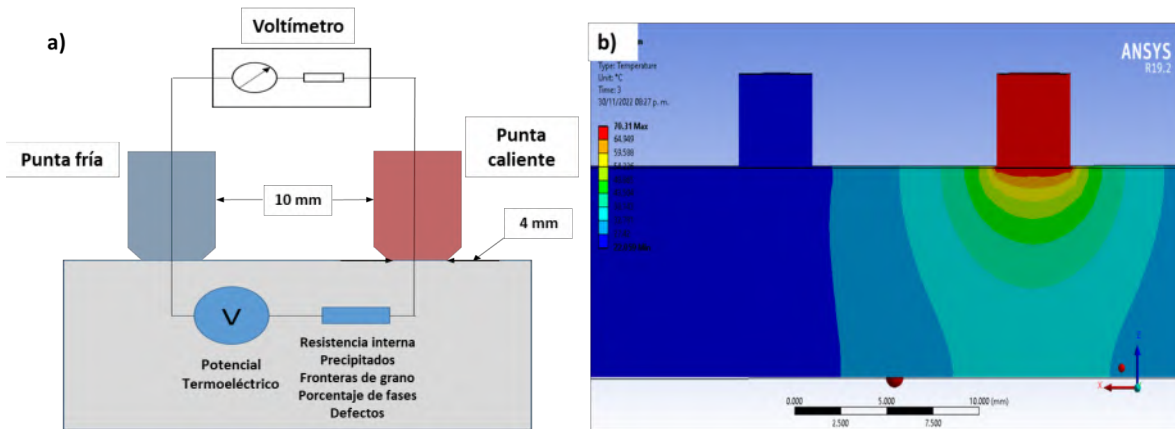 a)
Voltímetro
Punta fría
Punta
caliente
10 mm
4 mm
V
Potencial
Termoeléctrico
Resistencia interna
Precipitados
Fronteras de grano
Porcentaje de fases
Defectos
b)
ANSYS
R19.2
Type: Temperature
Unit: °C
Time: 3
30/11/2022 08:27 p. m.
70.31 Max
64.949
59.588
X
Z
0.000
5.000
10.000 (mm)
2.500
7.500